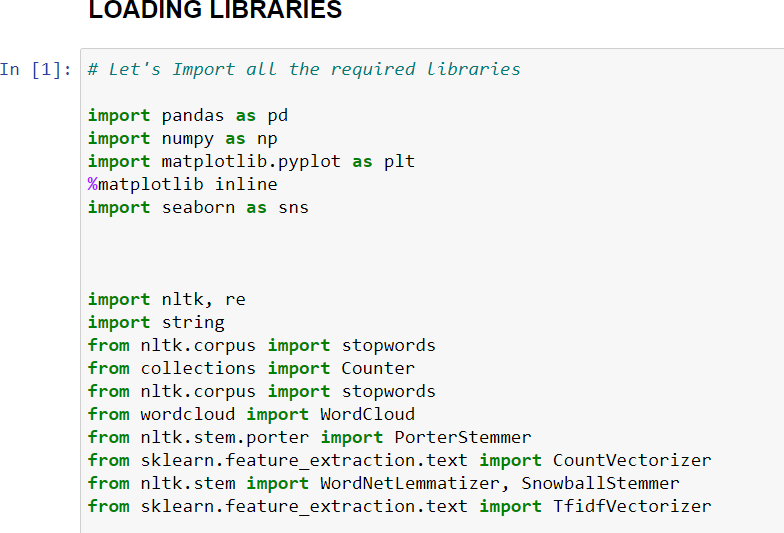 LOADING LIBRARIES
In [1]: # Let's Import all the required libraries
import pandas as pd
import numpy as np
import matplotlib.pyplot as plt
%matplotlib inline
import seaborn as sns
import nltk, re
import string
from nltk.corpus import stopwords
from collections import Counter
from nltk.corpus import stopwords
from wordcloud import WordCloud
from nltk.stem.porter import PorterStemmer
from sklearn.feature_extraction.text import CountVectorizer
from nltk.stem import WordNetLemmatizer, SnowballStemmer
from sklearn.feature_extraction.text import TfidfVectorizer